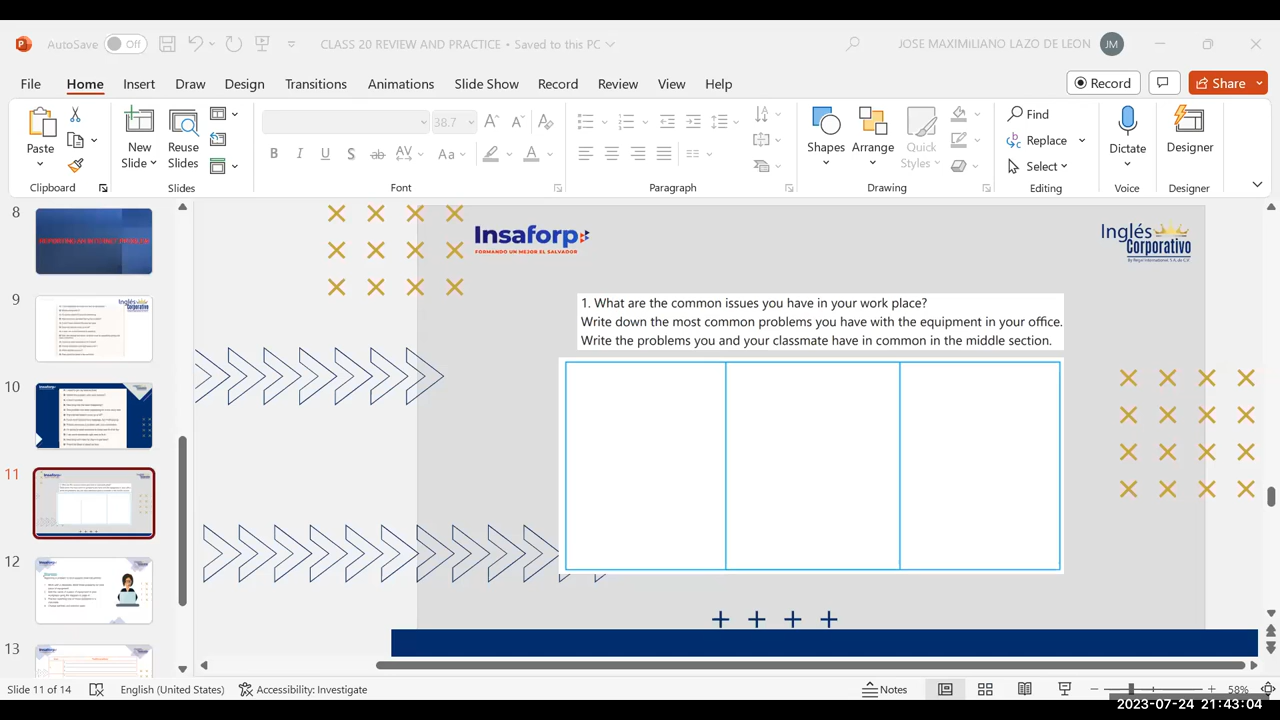 AutoSave
Off
CLASS 20 REVIEW AND PRACTICE • Saved to this PC
JOSE MAXIMILIANO LAZO DE LEON
JM
File
Home
Insert
Draw
Design
Transitions
Animations
Slide Show
Record
Review
View
Help
Record
Share
Paste
New
Slide
Reuse
Slides
38.7
Find
Replace
Select
Shapes
Arrange
Quick
Styles
Dictate
Designer
Clipboard
Slides
Font
Paragraph
Drawing
Editing
Voice
Designer
8
9
10
11
12
13
Insaforp
FORMANDO UN MEJOR EL SALVADOR
Inglés
Corporativo
1. What are the common issues you have in your work place?
Write down the most common problems you have with the equipment in your office.
Write the problems you and your classmate have in common in the middle section.
Slide 11 of 14
English (United States)
Accessibility: Investigate
Notes
58%
2023-07-24 21:43:04